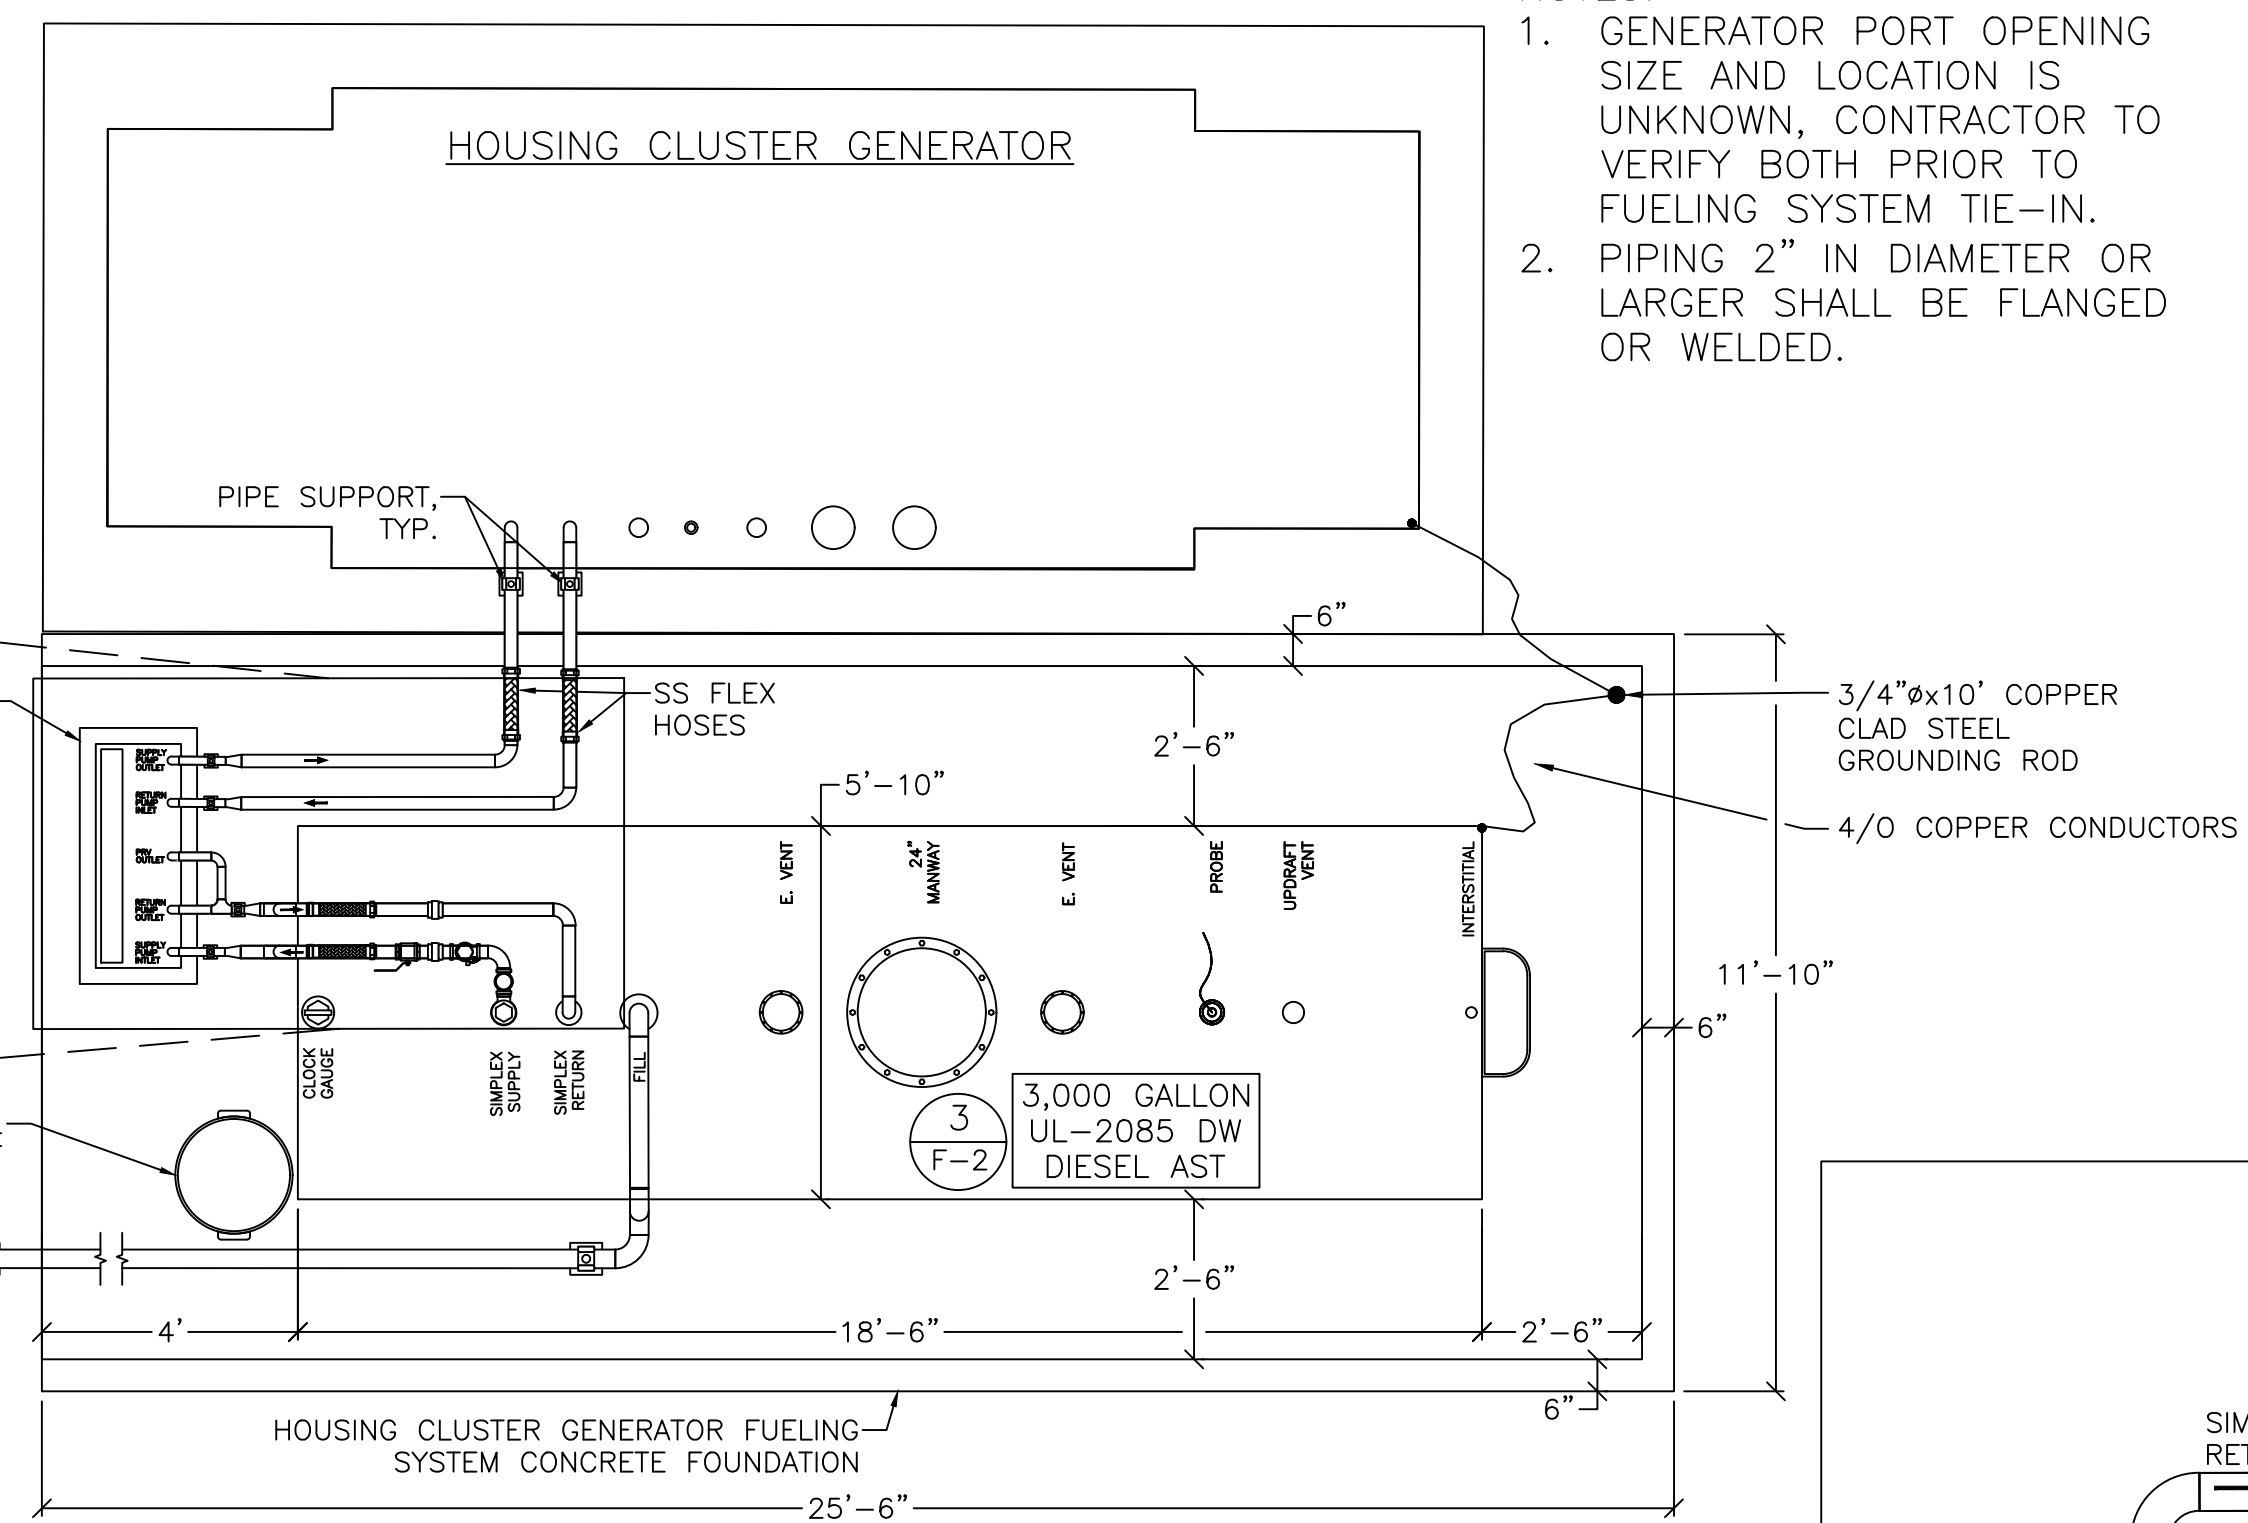 1. GENERATOR PORT OPENING
SIZE AND LOCATION IS
UNKNOWN, CONTRACTOR TO
VERIFY BOTH PRIOR TO
FUELING SYSTEM TIE-IN.
2. PIPING 2" IN DIAMETER OR
LARGER SHALL BE FLANGED
OR WELDED.
HOUSING CLUSTER GENERATOR
PIPE SUPPORT,
TYP.
6"
SS FLEX
HOSES
2'-6"
5'-10"
3/4"øx10' COPPER
CLAD STEEL
GROUNDING ROD
4/0 COPPER CONDUCTORS
SUPPLY
PUMP
OUTLET
RETURN
PUMP
INLET
PRV
OUTLET
RETURN
PUMP
OUTLET
SUPPLY
PUMP
INTLET
E. VENT
24"
MANWAY
E. VENT
PROBE
UPDRAFT
VENT
INTERSTITIAL
11'-10"
6"
CLOCK
GAUGE
SIMPLEX
SUPPLY
SIMPLEX
RETURN
FILL
3
F-2
3,000 GALLON
UL-2085 DW
DIESEL AST
2'-6"
4'
18'-6"
2'-6"
6"
HOUSING CLUSTER GENERATOR FUELING
SYSTEM CONCRETE FOUNDATION
25'-6"